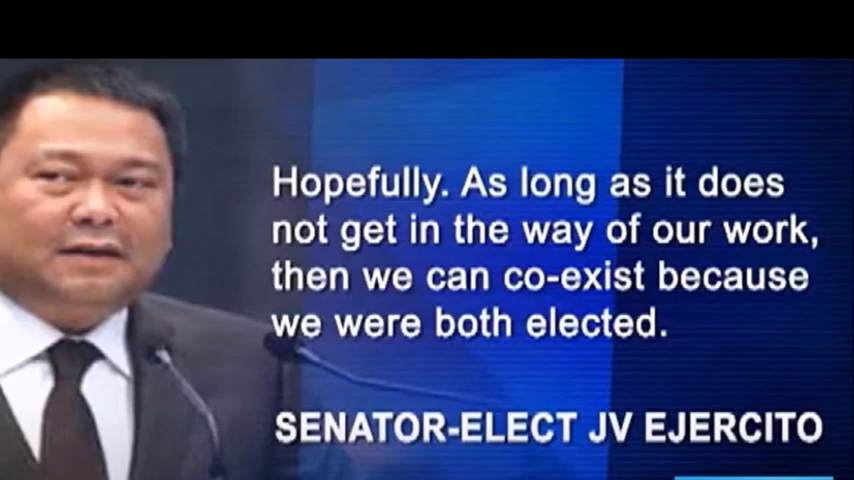 Hopefully. As long as it does
not get in the way of our work,
then we can co-exist because
we were both elected.
SENATOR-ELECT JV EJERCITO